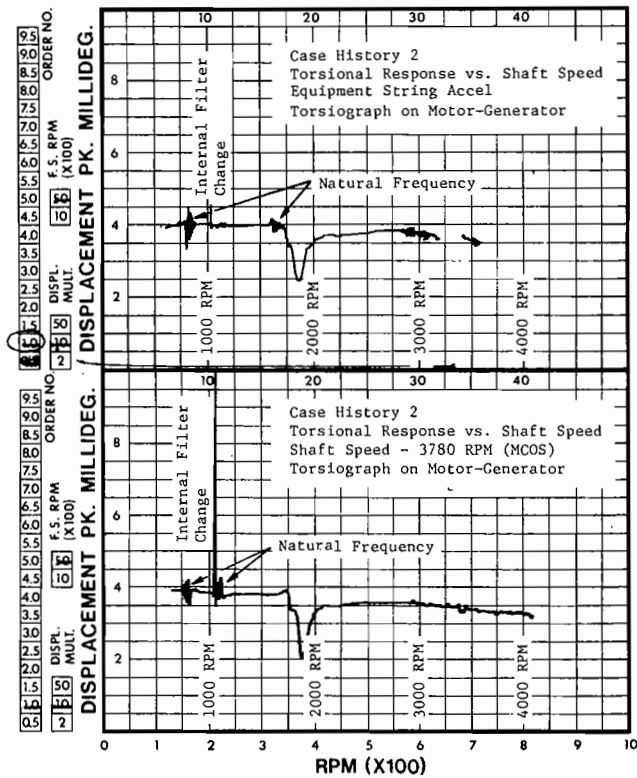 10 20 30 40
ORDER NO.
9.5
9.0
8.5
8.0
7.5
7.0
6.5
6.0
5.5
5.0
4.5
4.0
3.5
3.0
2.5
2.0
1.5
1.0
F.S. RPM
(X100)
10
DISPL.
MULT.
50
10
2
DISPLACEMENT PK. MILLIDEG.
8
6
4
2
Case History 2
Torsional Response vs. Shaft Speed
Equipment String Accel
Torsiograph on Motor-Generator
Internal Filter
Change
Natural Frequency
1000 RPM
2000 RPM
3000 RPM
4000 RPM
10 20 30 40
ORDER NO.
9.5
9.0
8.5
8.0
7.5
7.0
6.5
6.0
5.5
5.0
4.5
4.0
3.5
3.0
2.5
2.0
1.5
1.0
0.5
F.S. RPM
(X100)
10
DISPL.
MULT.
50
10
2
DISPLACEMENT PK. MILLIDEG.
8
6
4
2
Case History 2
Torsional Response vs. Shaft Speed
Shaft Speed - 3780 RPM (MCOS)
Torsiograph on Motor-Generator
Internal Filter
Change
Natural Frequency
1000 RPM
2000 RPM
3000 RPM
4000 RPM
0 1 2 3 4 5 6 7 8 9 10
RPM (X100)